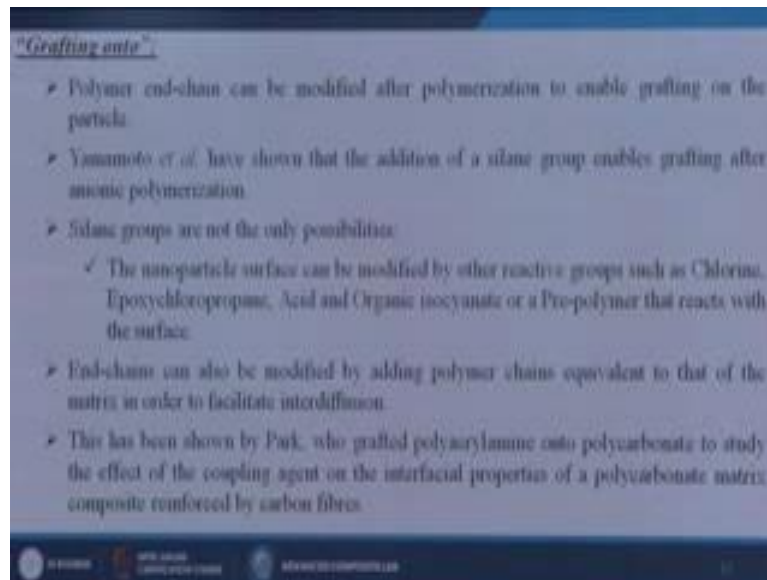 "Grafting onto":
➢ Polymer end-chain can be modified after polymerization to enable grafting on the
particle.
➢ Yamamoto et al. have shown that the addition of a silane group enables grafting after
anionic polymerization.
➢ Silane groups are not the only possibilities:
✓ The nanoparticle surface can be modified by other reactive groups such as Chlorine,
Epoxychloropropane, Acid and Organic isocyanate or a Pre-polymer that reacts with
the surface.
➢ End-chains can also be modified by adding polymer chains equivalent to that of the
matrix in order to facilitate interdiffusion.
➢ This has been shown by Park, who grafted polyacrylamine onto polycarbonate to study
the effect of the coupling agent on the interfacial properties of a polycarbonate matrix
composite reinforced by carbon fibres.